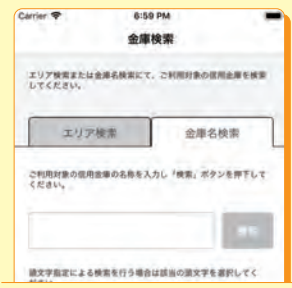 Carrier 6:59 PM
金庫検索
エリア検索または金庫名検索にて、ご利用対象の信用金庫を検索
してください。
エリア検索 金庫名検索
ご利用対象の信用金庫の名称を入力し「検索」ボタンを押下して
ください。
検索
頭文字指定による検索を行う場合は該当の頭文字を選択してく
ださい。